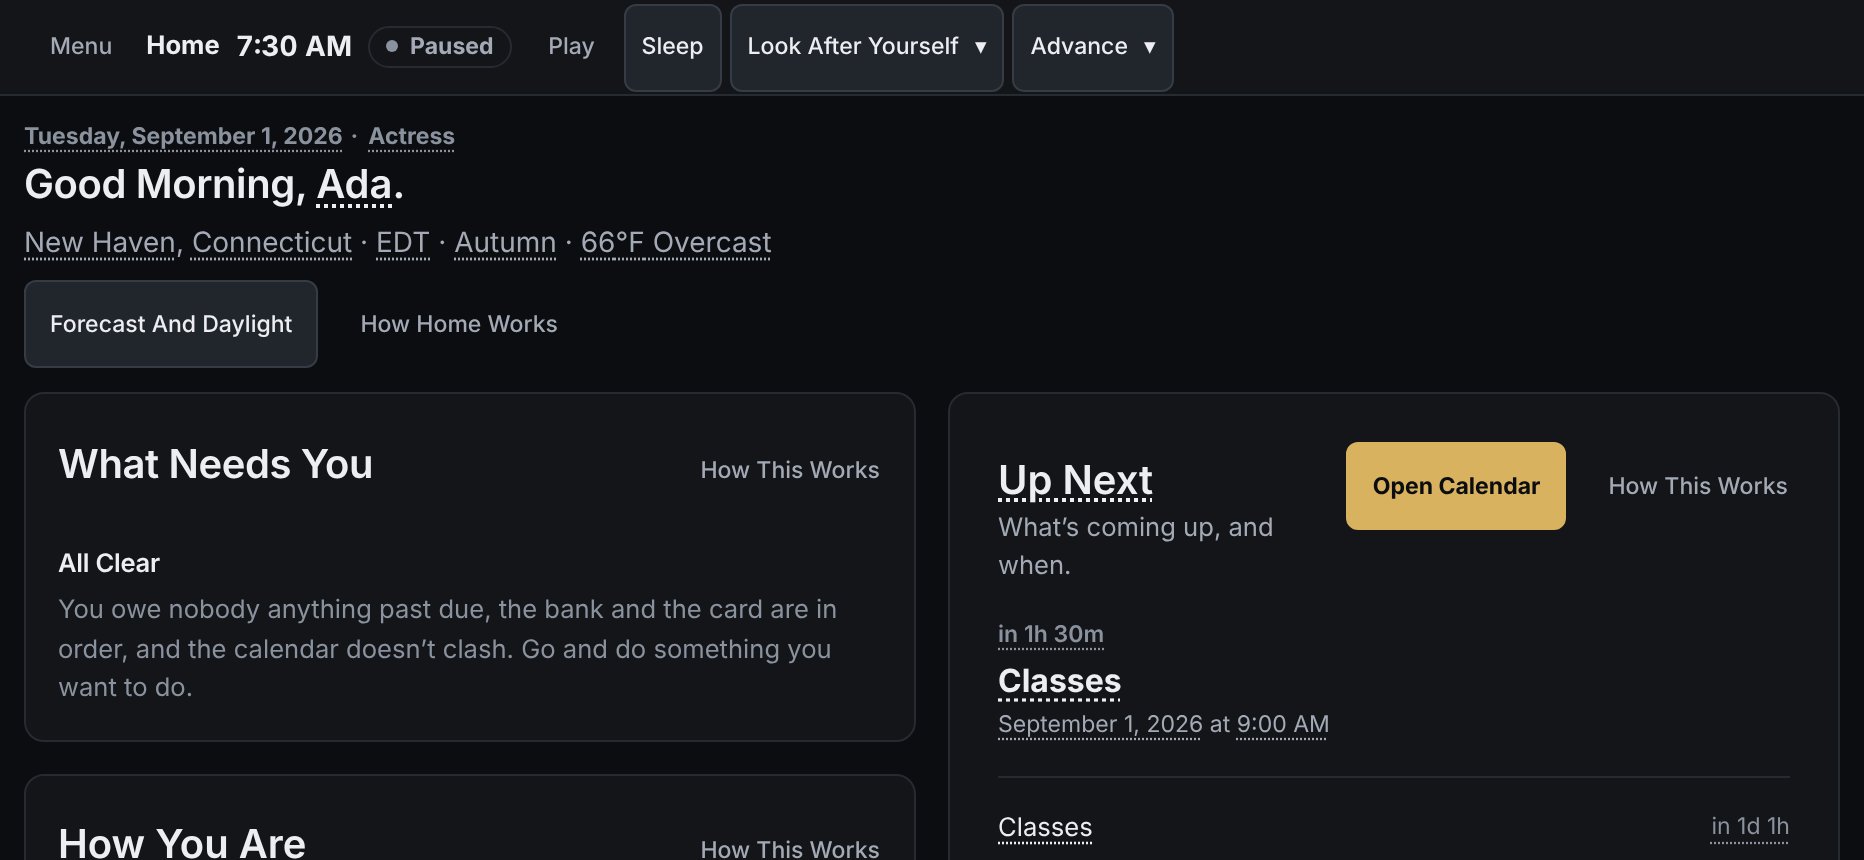 Menu Home 7:30 AM Paused Play Sleep Look After Yourself ▼ Advance ▼
Tuesday, September 1, 2026 · Actress
Good Morning, Ada.
New Haven, Connecticut · EDT · Autumn · 66°F Overcast
Forecast And Daylight How Home Works
What Needs You How This Works
All Clear
You owe nobody anything past due, the bank and the card are in
order, and the calendar doesn’t clash. Go and do something you
want to do.
How You Are How This Works
Up Next Open Calendar How This Works
What’s coming up, and
when.
in 1h 30m
Classes
September 1, 2026 at 9:00 AM
Classes in 1d 1h